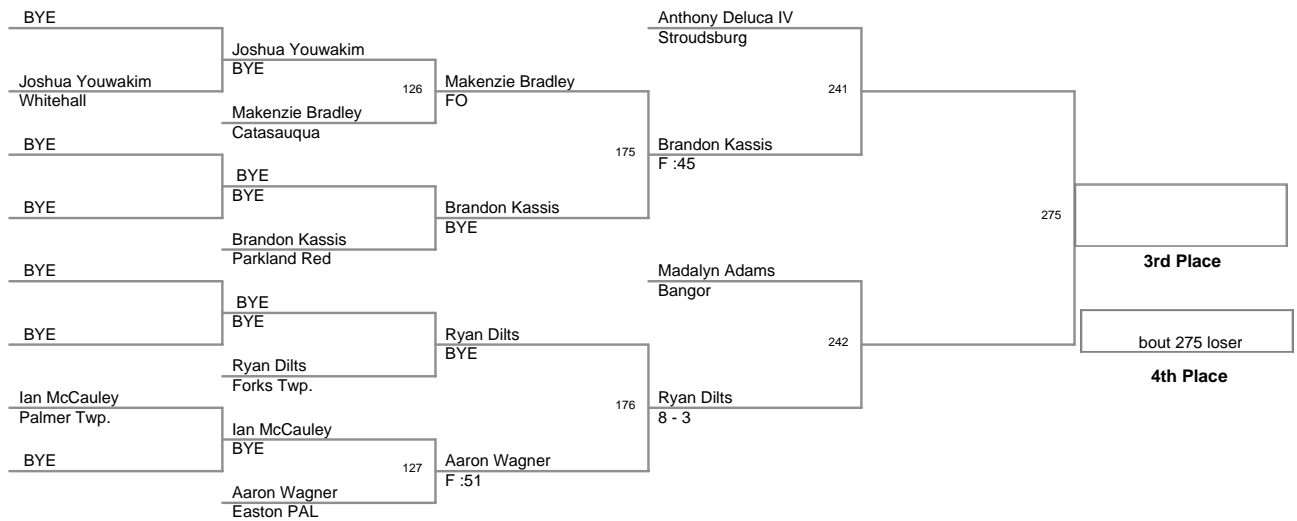 BYE
Anthony Deluca IV
Stroudsburg
Joshua Youwakim
BYE
Joshua Youwakim
Whitehall
126
Makenzie Bradley
FO
241
Makenzie Bradley
Catasauqua
BYE
175
Brandon Kassis
F :45
BYE
BYE
BYE
Brandon Kassis
BYE
275
Brandon Kassis
Parkland Red
3rd Place
BYE
Madalyn Adams
Bangor
BYE
BYE
BYE
Ryan Dilts
BYE
242
bout 275 loser
Ryan Dilts
Forks Twp.
4th Place
Ian McCauley
Palmer Twp.
176
Ryan Dilts
8 - 3
Ian McCauley
BYE
BYE
127
Aaron Wagner
F :51
Aaron Wagner
Easton PAL